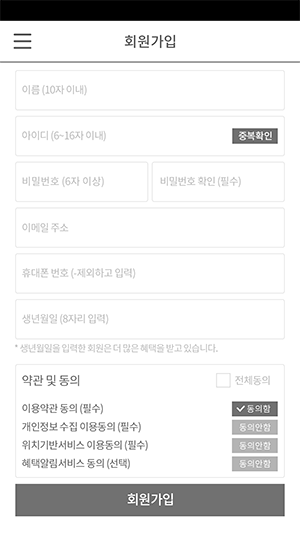 회원가입
이름 (10자 이내)
아이디 (6~16자 이내) 중복확인
비밀번호 (6자 이상) 비밀번호 확인 (필수)
이메일 주소
휴대폰 번호 (-제외하고 입력)
생년월일 (8자리 입력)
* 생년월일을 입력한 회원은 더 많은 혜택을 받고 있습니다.
약관 및 동의 전체동의
이용약관 동의 (필수) 동의함
개인정보 수집 이용동의 (필수) 동의안함
위치기반서비스 이용동의 (필수) 동의안함
혜택알림서비스 동의 (선택) 동의안함
회원가입